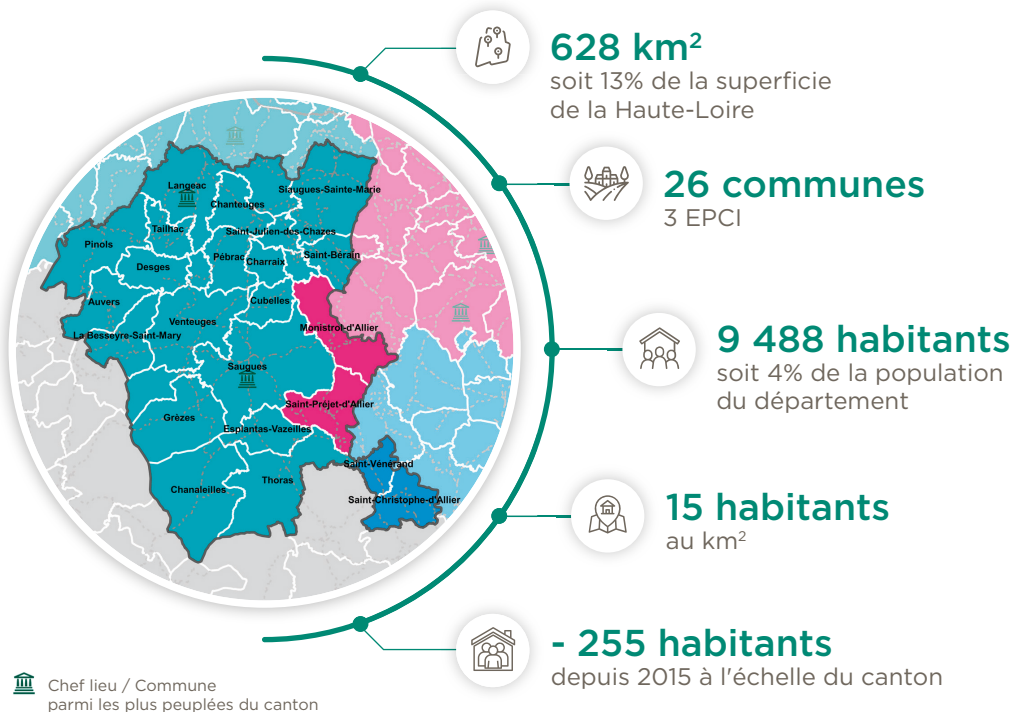 628 km²
soit 13% de la superficie
de la Haute-Loire
26 communes
3 EPCI
9 488 habitants
soit 4% de la population
du département
15 habitants
au km²
- 255 habitants
depuis 2015 à l'échelle du canton
Langeac
Siaugues-Sainte-Marie
Chanteuges
Tailhac
Saint-Julien-des-Chazes
Pinols
Pébrac
Charraix
Saint-Bérain
Desges
Auvers
Cubelles
Venteuges
Monistrol-d'Allier
La Besseyre-Saint-Mary
Saugues
Saint-Préjet-d'Allier
Grèzes
Esplantas-Vazeilles
Saint-Vénérand
Thoras
Chanaleilles
Saint-Christophe-d'Allier
Chef lieu / Commune
parmi les plus peuplées du canton